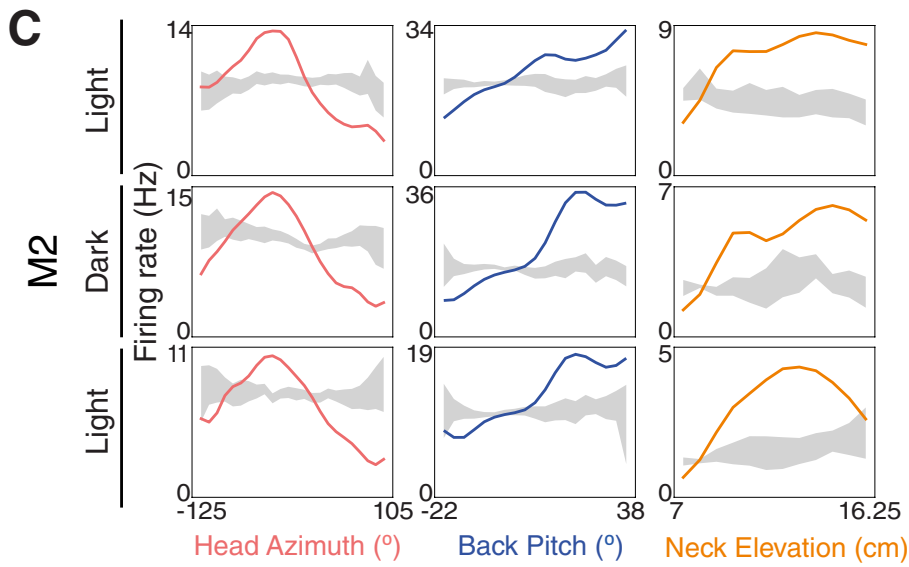 C
M2
Light
Dark
Light
Firing rate (Hz)
14
0
34
0
9
0
15
0
36
0
7
0
11
0
19
0
5
0
-125
105
-22
38
7
16.25
Head Azimuth (º)
Back Pitch (º)
Neck Elevation (cm)